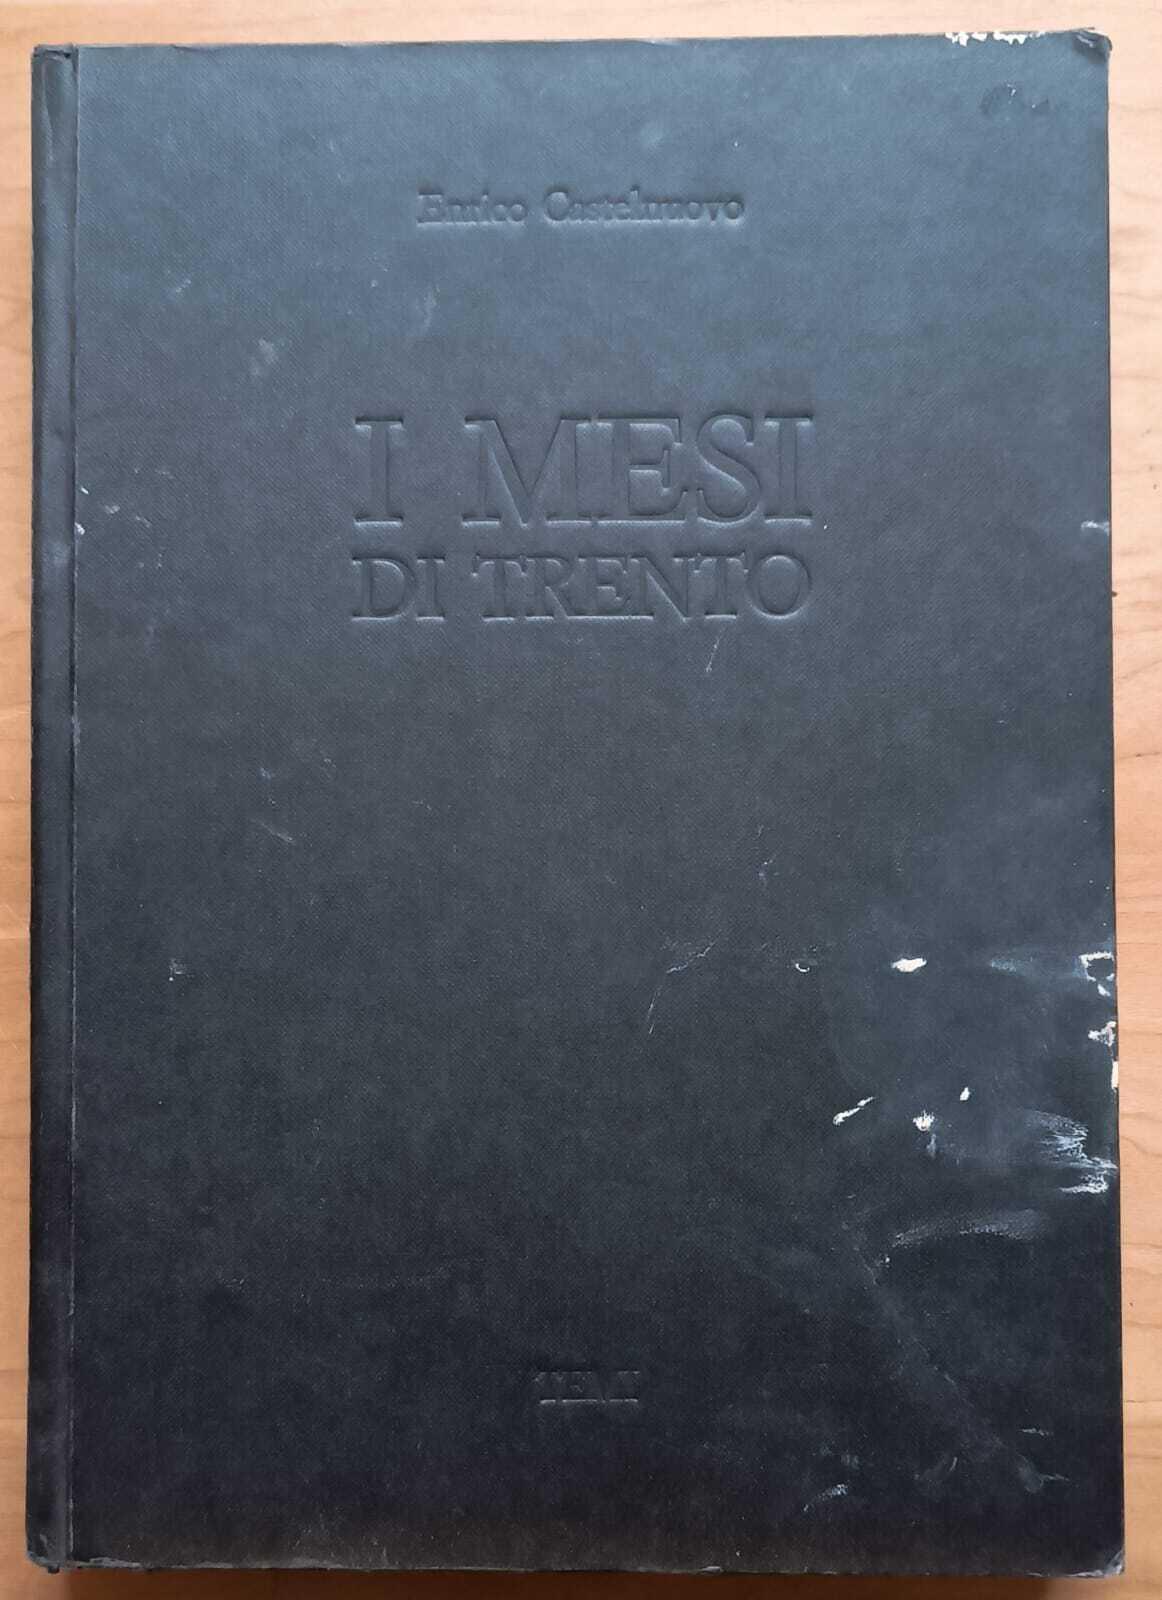 Enrico Castelnuovo
I MESI
DI TRENTO
TEMI